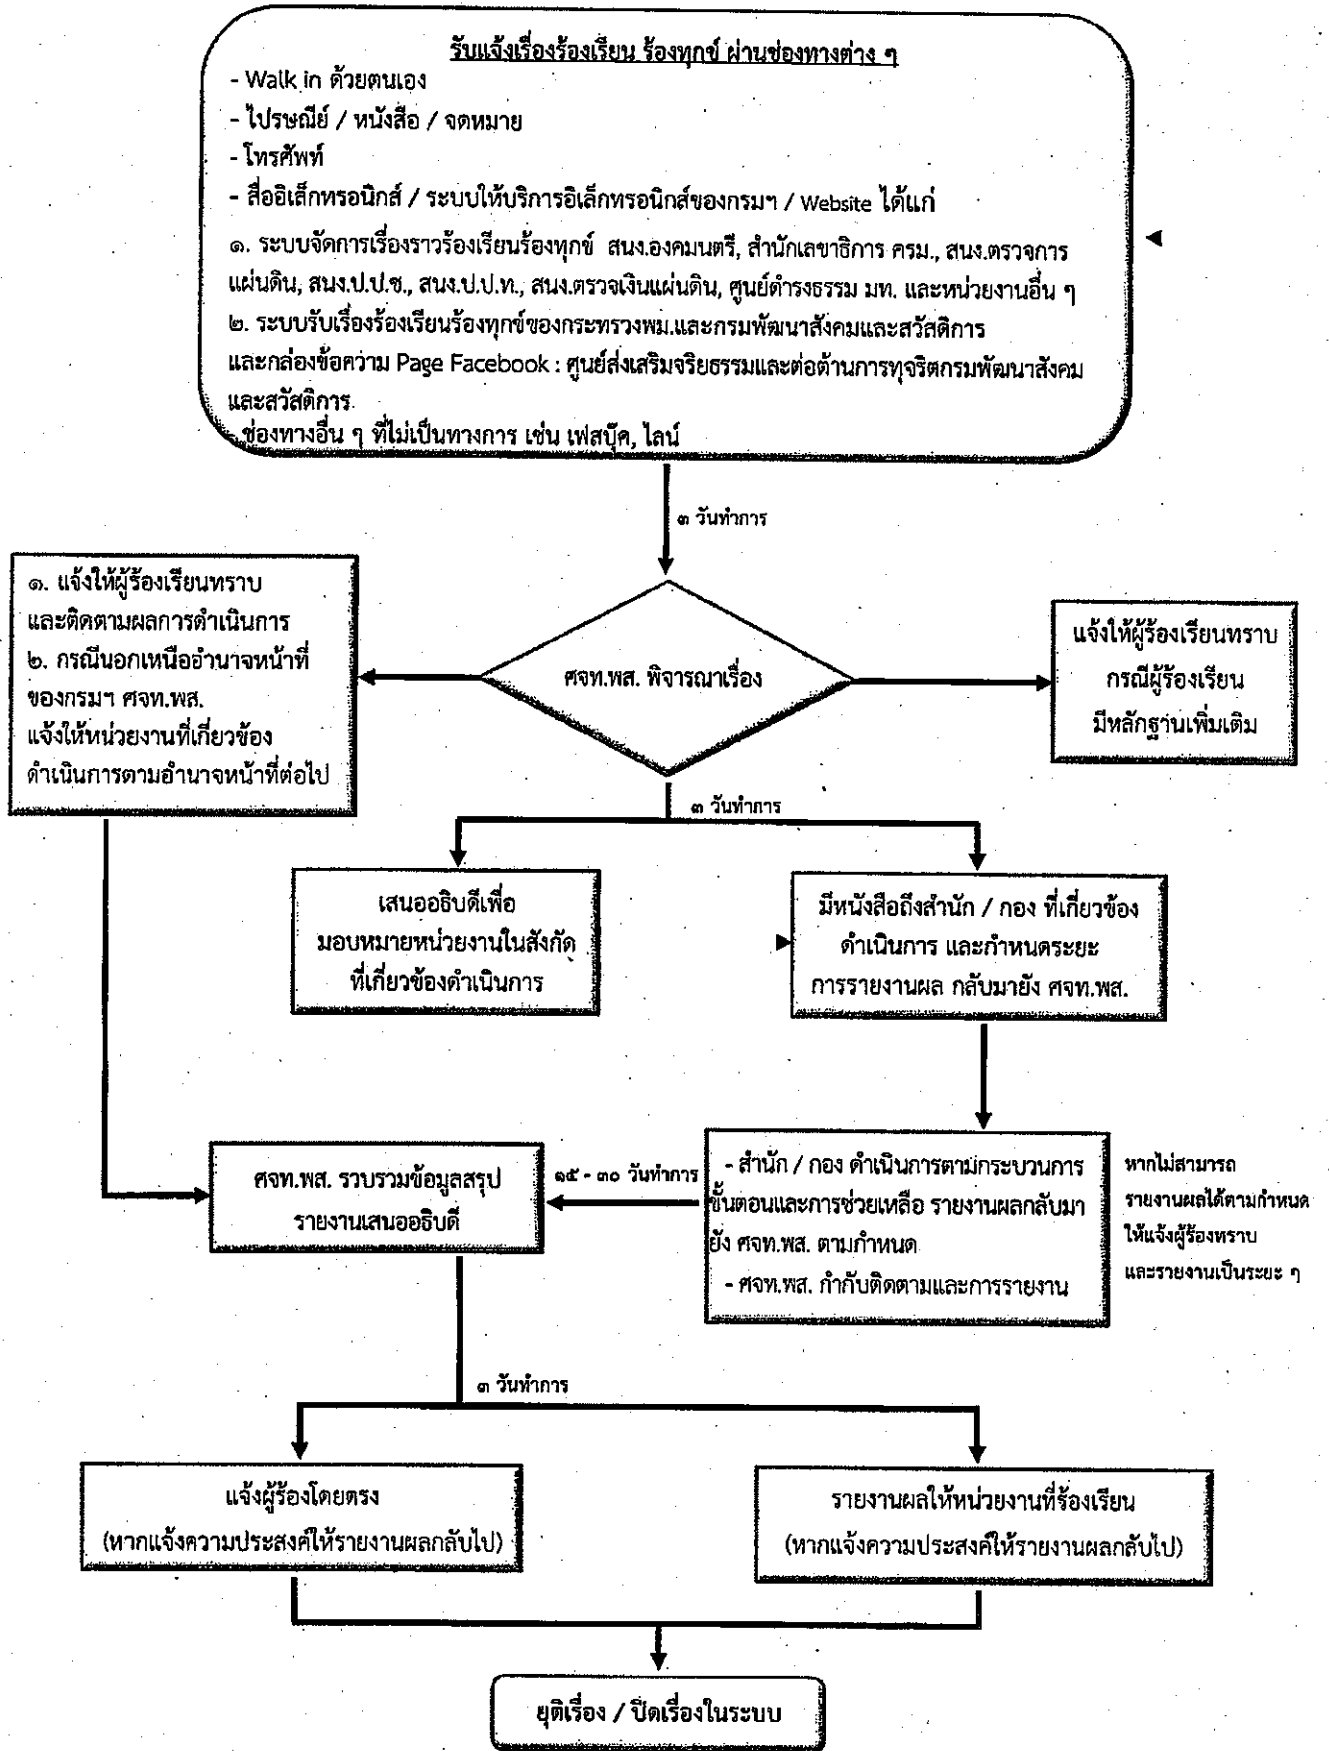 รับแจ้งเรื่องร้องเรียน ร้องทุกข์ ผ่านช่องทางต่าง ๆ
- Walk in ด้วยตนเอง
- ไปรษณีย์ / หนังสือ / จดหมาย
- โทรศัพท์
- สื่ออิเล็กทรอนิกส์ / ระบบให้บริการอิเล็กทรอนิกส์ของกรมฯ / Website ได้แก่
๑. ระบบจัดการเรื่องราวร้องเรียนร้องทุกข์ สนง.องคมนตรี, สำนักเลขาธิการ ครม., สนง.ตรวจการ
แผ่นดิน, สนง.ป.ป.ช., สนง.ป.ป.ท., สนง.ตรวจเงินแผ่นดิน, ศูนย์ดำรงธรรม มท. และหน่วยงานอื่น ๆ
๒. ระบบรับเรื่องร้องเรียนร้องทุกข์ของกระทรวงพม.และกรมพัฒนาสังคมและสวัสดิการ
และกล่องข้อความ Page Facebook : ศูนย์ส่งเสริมจริยธรรมและต่อต้านการทุจริตกรมพัฒนาสังคม
และสวัสดิการ
- ช่องทางอื่น ๆ ที่ไม่เป็นทางการ เช่น เฟสบุ๊ค, ไลน์
๓ วันทำการ
๑. แจ้งให้ผู้ร้องเรียนทราบ
และติดตามผลการดำเนินการ
๒. กรณีนอกเหนืออำนาจหน้าที่
ของกรมฯ ศจท.พส.
แจ้งให้หน่วยงานที่เกี่ยวข้อง
ดำเนินการตามอำนาจหน้าที่ต่อไป
ศจท.พส. พิจารณาเรื่อง
แจ้งให้ผู้ร้องเรียนทราบ
กรณีผู้ร้องเรียน
มีหลักฐานเพิ่มเติม
๓ วันทำการ
เสนออธิบดีเพื่อ
มอบหมายหน่วยงานในสังกัด
ที่เกี่ยวข้องดำเนินการ
มีหนังสือถึงสำนัก / กอง ที่เกี่ยวข้อง
ดำเนินการ และกำหนดระยะ
การรายงานผล กลับมายัง ศจท.พส.
ศจท.พส. รวบรวมข้อมูลสรุป
รายงานเสนออธิบดี
๑๕ - ๓๐ วันทำการ
- สำนัก / กอง ดำเนินการตามกระบวนการ
ขั้นตอนและการช่วยเหลือ รายงานผลกลับมา
ยัง ศจท.พส. ตามกำหนด
- ศจท.พส. กำกับติดตามและการรายงาน
หากไม่สามารถ
รายงานผลได้ตามกำหนด
ให้แจ้งผู้ร้องทราบ
และรายงานเป็นระยะ ๆ
๓ วันทำการ
แจ้งผู้ร้องโดยตรง
(หากแจ้งความประสงค์ให้รายงานผลกลับไป)
รายงานผลให้หน่วยงานที่ร้องเรียน
(หากแจ้งความประสงค์ให้รายงานผลกลับไป)
ยุติเรื่อง / ปิดเรื่องในระบบ